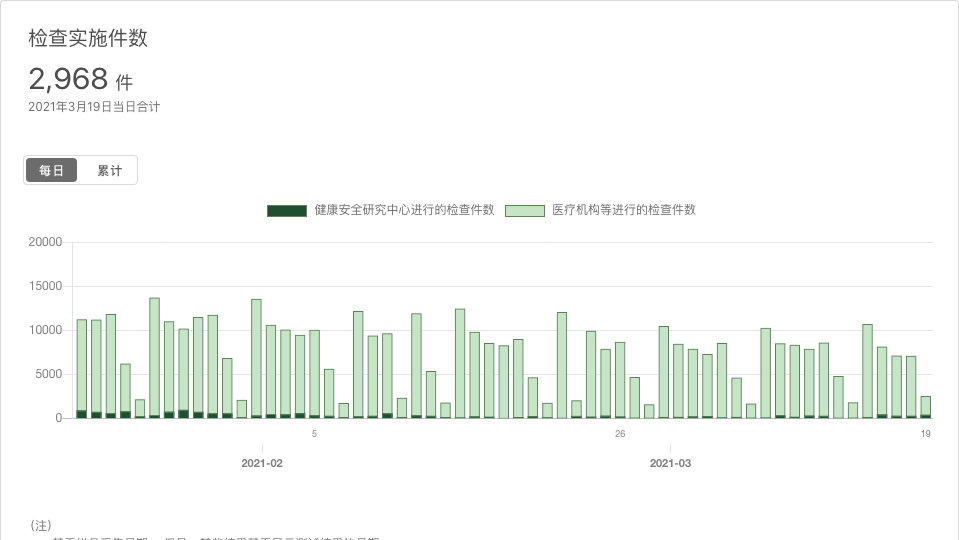 检查实施件数
2,968 件
2021年3月19日当日合计
每日 累计
健康安全研究中心进行的检查件数 医疗机构等进行的检查件数
20000
15000
10000
5000
0
5 26 19
2021-02 2021-03
(注)